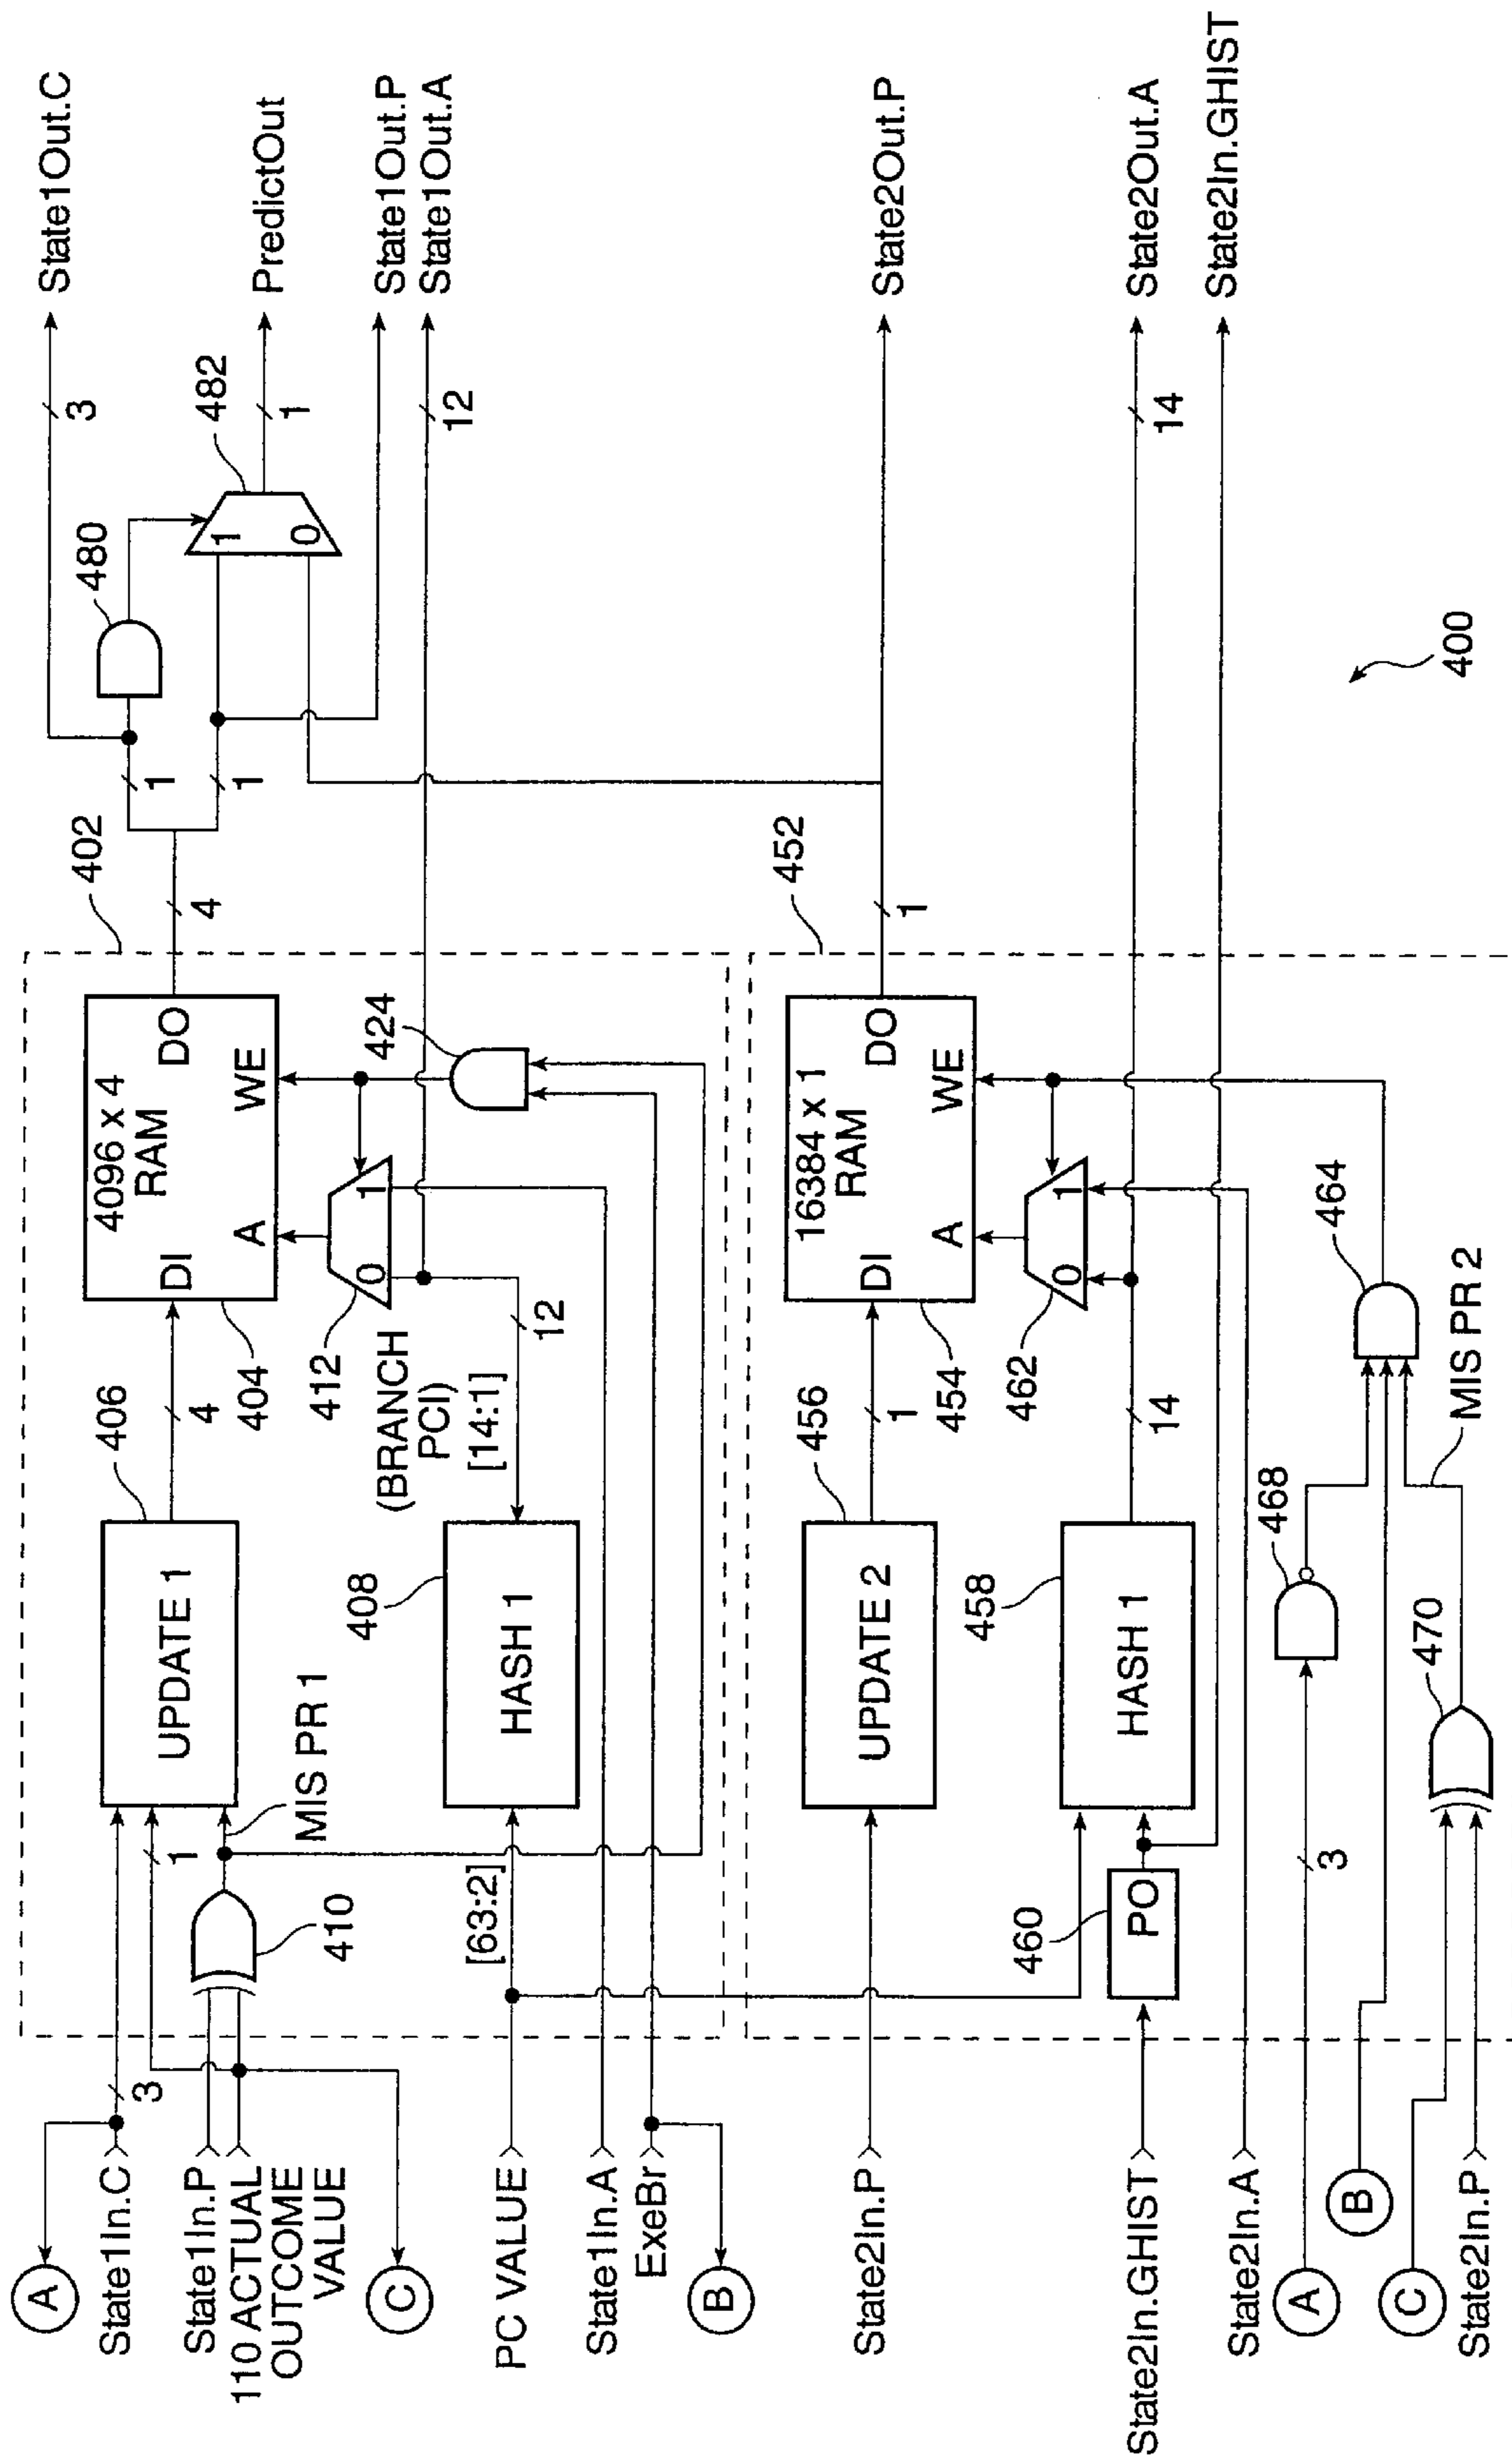 A
State1In.C
3
State1In.P
110 ACTUAL
OUTCOME
VALUE
C
PC VALUE
State1In.A
ExeBr
B
State2In.P
State2In.GHIST
State2In.A
A
B
C
State2In.P
406
UPDATE 1
1
MIS PR 1
410
[63:2]
408
HASH 1
4
4096 x 4
RAM
DI
DO
A
WE
404
412
0
1
(BRANCH
PCI)
[14:1]
12
424
402
4
1
1
480
482
1
0
3
State1Out.C
1
PredictOut
State1Out.P
State1Out.A
12
456
UPDATE 2
1
16384 x 1
RAM
DI
DO
A
WE
454
462
0
1
452
1
State2Out.P
458
HASH 1
14
460
PO
State2Out.A
14
State2In.GHIST
3
468
464
470
MIS PR 2
400